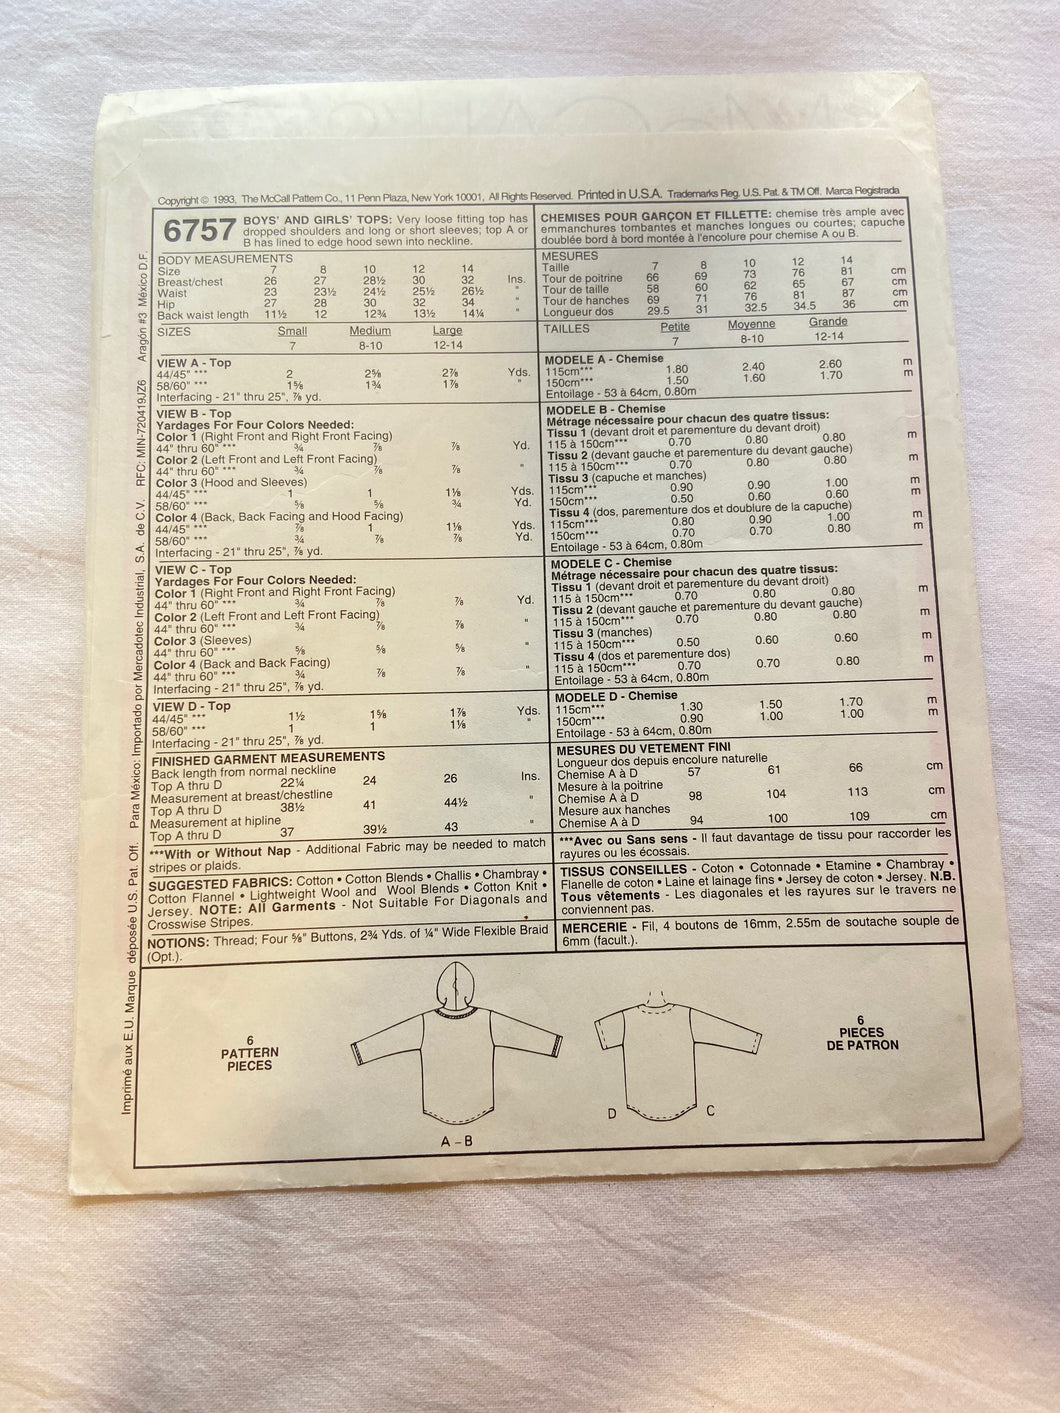 Copyright © 1993, The McCall Pattern Co., 11 Penn Plaza, New York 10001, All Rights Reserved. Printed in U.S.A. Trademarks Reg. U.S. Pat. & TM Off. Marca Registrada
6757 BOYS' AND GIRLS' TOPS: Very loose fitting top has
dropped shoulders and long or short sleeves; top A or
B has lined to edge hood sewn into neckline.
BODY MEASUREMENTS
Size 7 8 10 12 14
Breast/chest 26 27 28½ 30 32 Ins.
Waist 23 23½ 24½ 25½ 26½ "
Hip 27 28 30 32 34 "
Back waist length 11½ 12 12¾ 13½ 14¼ "
SIZES Small Medium Large
7 8-10 12-14
VIEW A - Top
44/45" *** 2 2⅝ 2⅞ Yds.
58/60" *** 1⅝ 1¾ 1⅞ "
Interfacing - 21" thru 25", ⅞ yd.
VIEW B - Top
Yardages For Four Colors Needed:
Color 1 (Right Front and Right Front Facing)
44" thru 60" *** ¾ ⅞ ⅞ Yd.
Color 2 (Left Front and Left Front Facing)
44" thru 60" *** ¾ ⅞ ⅞ "
Color 3 (Hood and Sleeves)
44/45" *** 1 1 1⅛ Yds.
58/60" *** ⅝ ⅝ ¾ Yd.
Color 4 (Back, Back Facing and Hood Facing)
44/45" *** ⅞ 1 1⅛ Yds.
58/60" *** ¾ ⅞ ⅞ Yd.
Interfacing - 21" thru 25", ⅞ yd.
VIEW C - Top
Yardages For Four Colors Needed:
Color 1 (Right Front and Right Front Facing)
44" thru 60" *** ¾ ⅞ ⅞ Yd.
Color 2 (Left Front and Left Front Facing)
44" thru 60" *** ¾ ⅞ ⅞ "
Color 3 (Sleeves)
44" thru 60" *** ⅝ ⅝ ⅝ "
Color 4 (Back and Back Facing)
44" thru 60" *** ¾ ⅞ ⅞ "
Interfacing - 21" thru 25", ⅞ yd.
VIEW D - Top
44/45" *** 1½ 1⅝ 1⅞ Yds.
58/60" *** 1 1 1⅛ "
Interfacing - 21" thru 25", ⅞ yd.
FINISHED GARMENT MEASUREMENTS
Back length from normal neckline
Top A thru D 22¼ 24 26 Ins.
Measurement at breast/chestline
Top A thru D 38½ 41 44½ "
Measurement at hipline
Top A thru D 37 39½ 43 "
***With or Without Nap - Additional Fabric may be needed to match
stripes or plaids.
SUGGESTED FABRICS: Cotton • Cotton Blends • Challis • Chambray •
Cotton Flannel • Lightweight Wool and Wool Blends • Cotton Knit •
Jersey. NOTE: All Garments - Not Suitable For Diagonals and
Crosswise Stripes.
NOTIONS: Thread; Four ⅝" Buttons, 2¾ Yds. of ¼" Wide Flexible Braid
(Opt.).
CHEMISES POUR GARÇON ET FILLETTE: chemise très ample avec
emmanchures tombantes et manches longues ou courtes; capuche
doublée bord à bord montée à l'encolure pour chemise A ou B.
MESURES
Taille 7 8 10 12 14
Tour de poitrine 66 69 73 76 81 cm
Tour de taille 58 60 62 65 67 cm
Tour de hanches 69 71 76 81 87 cm
Longueur dos 29.5 31 32.5 34.5 36 cm
TAILLES Petite Moyenne Grande
7 8-10 12-14
MODELE A - Chemise
115cm*** 1.80 2.40 2.60 m
150cm*** 1.50 1.60 1.70 m
Entoilage - 53 à 64cm, 0.80m
MODELE B - Chemise
Métrage nécessaire pour chacun des quatre tissus:
Tissu 1 (devant droit et parementure du devant droit)
115 à 150cm*** 0.70 0.80 0.80 m
Tissu 2 (devant gauche et parementure du devant gauche)
115 à 150cm*** 0.70 0.80 0.80 m
Tissu 3 (capuche et manches)
115cm*** 0.90 0.90 1.00 m
150cm*** 0.50 0.60 0.60 m
Tissu 4 (dos, parementure dos et doublure de la capuche)
115cm*** 0.80 0.90 1.00 m
150cm*** 0.70 0.70 0.80 m
Entoilage - 53 à 64cm, 0.80m
MODELE C - Chemise
Métrage nécessaire pour chacun des quatre tissus:
Tissu 1 (devant droit et parementure du devant droit)
115 à 150cm*** 0.70 0.80 0.80 m
Tissu 2 (devant gauche et parementure du devant gauche)
115 à 150cm*** 0.70 0.80 0.80 m
Tissu 3 (manches)
115 à 150cm*** 0.50 0.60 0.60 m
Tissu 4 (dos et parementure dos)
115 à 150cm*** 0.70 0.70 0.80 m
Entoilage - 53 à 64cm, 0.80m
MODELE D - Chemise
115cm*** 1.30 1.50 1.70 m
150cm*** 0.90 1.00 1.00 m
Entoilage - 53 à 64cm, 0.80m
MESURES DU VETEMENT FINI
Longueur dos depuis encolure naturelle
Chemise A à D 57 61 66 cm
Mesure à la poitrine
Chemise A à D 98 104 113 cm
Mesure aux hanches
Chemise A à D 94 100 109 cm
***Avec ou Sans sens - Il faut davantage de tissu pour raccorder les
rayures ou les écossais.
TISSUS CONSEILLES - Coton • Cotonnade • Etamine • Chambray •
Flanelle de coton • Laine et lainage fins • Jersey de coton • Jersey. N.B.
Tous vêtements - Les diagonales et les rayures sur le travers ne
conviennent pas.
MERCERIE - Fil, 4 boutons de 16mm, 2.55m de soutache souple de
6mm (facult.).
6
PATTERN
PIECES
A - B
D
C
6
PIECES
DE PATRON
Imprimé aux E.U. Marque déposée U.S. Pat. Off. Para México: Importado por Mercadotec Industrial, S.A. de C.V. RFC: MIN-720419JZ6 Aragón #3 México D.F.